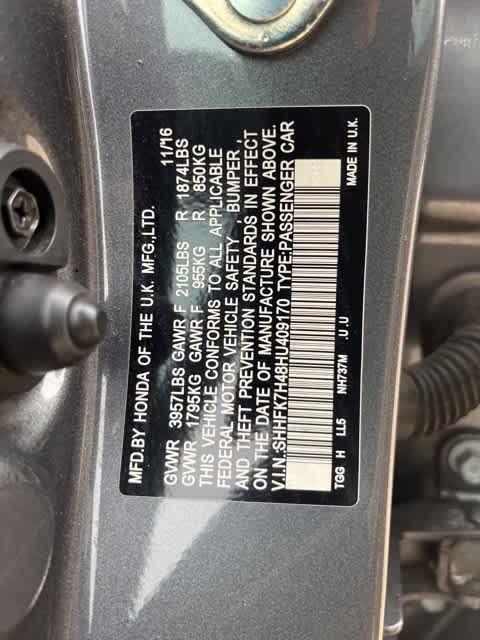 MFD.BY HONDA OF THE U.K. MFG.,LTD. 11/16
GVWR 3957LBS GAWR F 2105LBS R 1874LBS
GVWR 1795KG GAWR F 955KG R 850KG
THIS VEHICLE CONFORMS TO ALL APPLICABLE
FEDERAL MOTOR VEHICLE SAFETY BUMPER ,
AND THEFT PREVENTION STANDARDS IN EFFECT
ON THE DATE OF MANUFACTURE SHOWN ABOVE.
V.I.N.:SHHFK7H48HU409170 TYPE:PASSENGER CAR
TGG H LL5 NH737M .U.U MADE IN U.K.